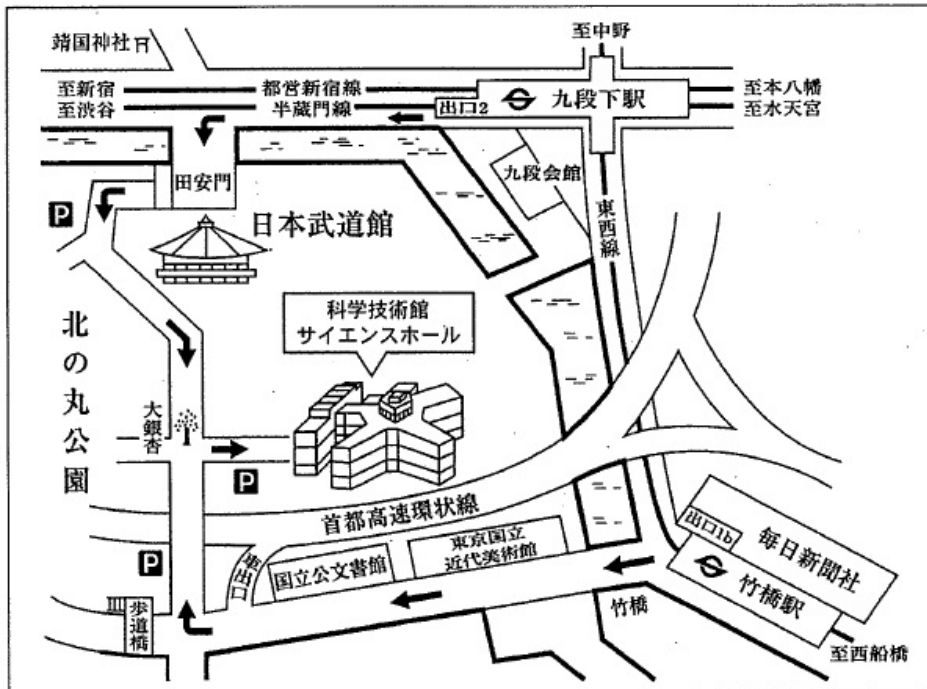 至中野
靖国神社
至新宿
都営新宿線
九段下駅
至本八幡
至渋谷
半蔵門線
出口2
至水天宮
田安門
九段会館
P
日本武道館
東西線
科学技術館
サイエンスホール
北の丸公園
大銀杏
P
首都高速環状線
出口1b
毎日新聞社
東京国立
近代美術館
国立公文書館
車出口
P
竹橋駅
竹橋
歩道橋
至西船橋